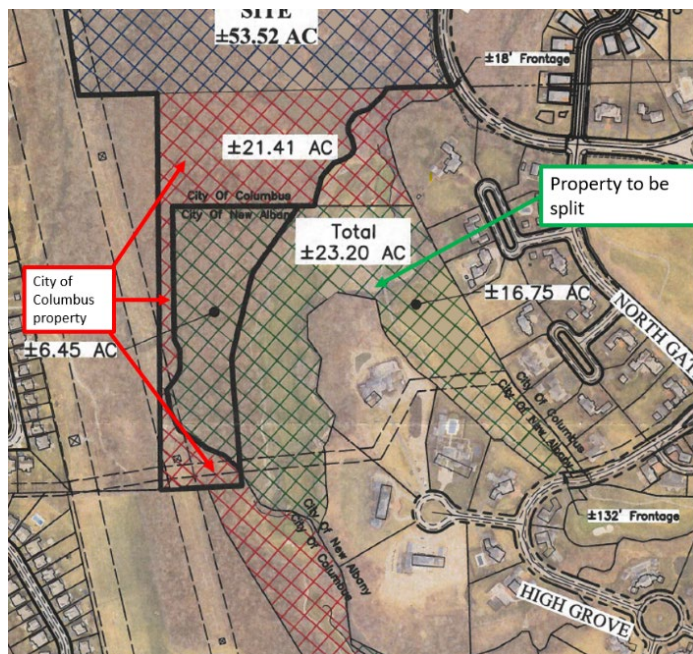 SITE
±53.52 AC
±18' Frontage
±21.41 AC
City Of Columbus
City Of New Albany
Property to be
split
Total
±23.20 AC
City of
Columbus
property
±16.75 AC
±6.45 AC
NORTH GAT
City Of Columbus
City Of New Albany
City Of New Albany
City Of Columbus
±132' Frontage
HIGH GROVE